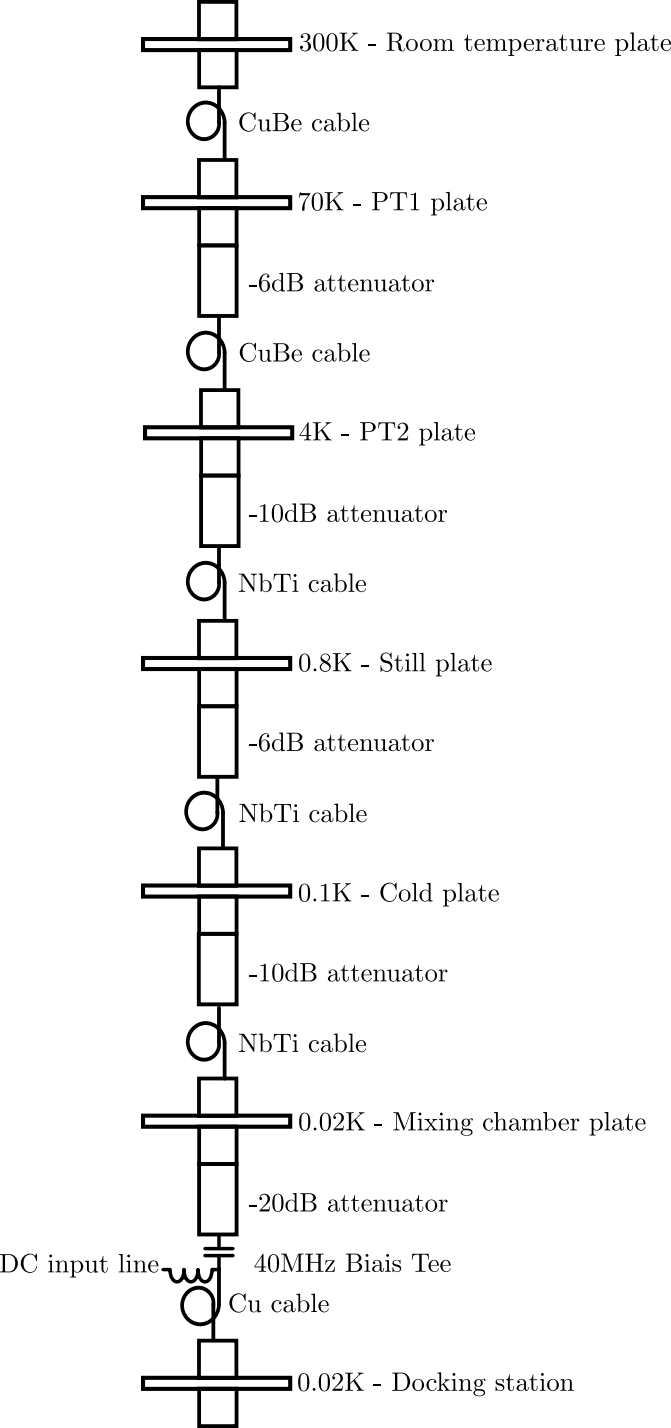 300K - Room temperature plate
CuBe cable
70K - PT1 plate
-6dB attenuator
CuBe cable
4K - PT2 plate
-10dB attenuator
NbTi cable
0.8K - Still plate
-6dB attenuator
NbTi cable
0.1K - Cold plate
-10dB attenuator
NbTi cable
0.02K - Mixing chamber plate
-20dB attenuator
DC input line 40MHz Biais Tee
Cu cable
0.02K - Docking station